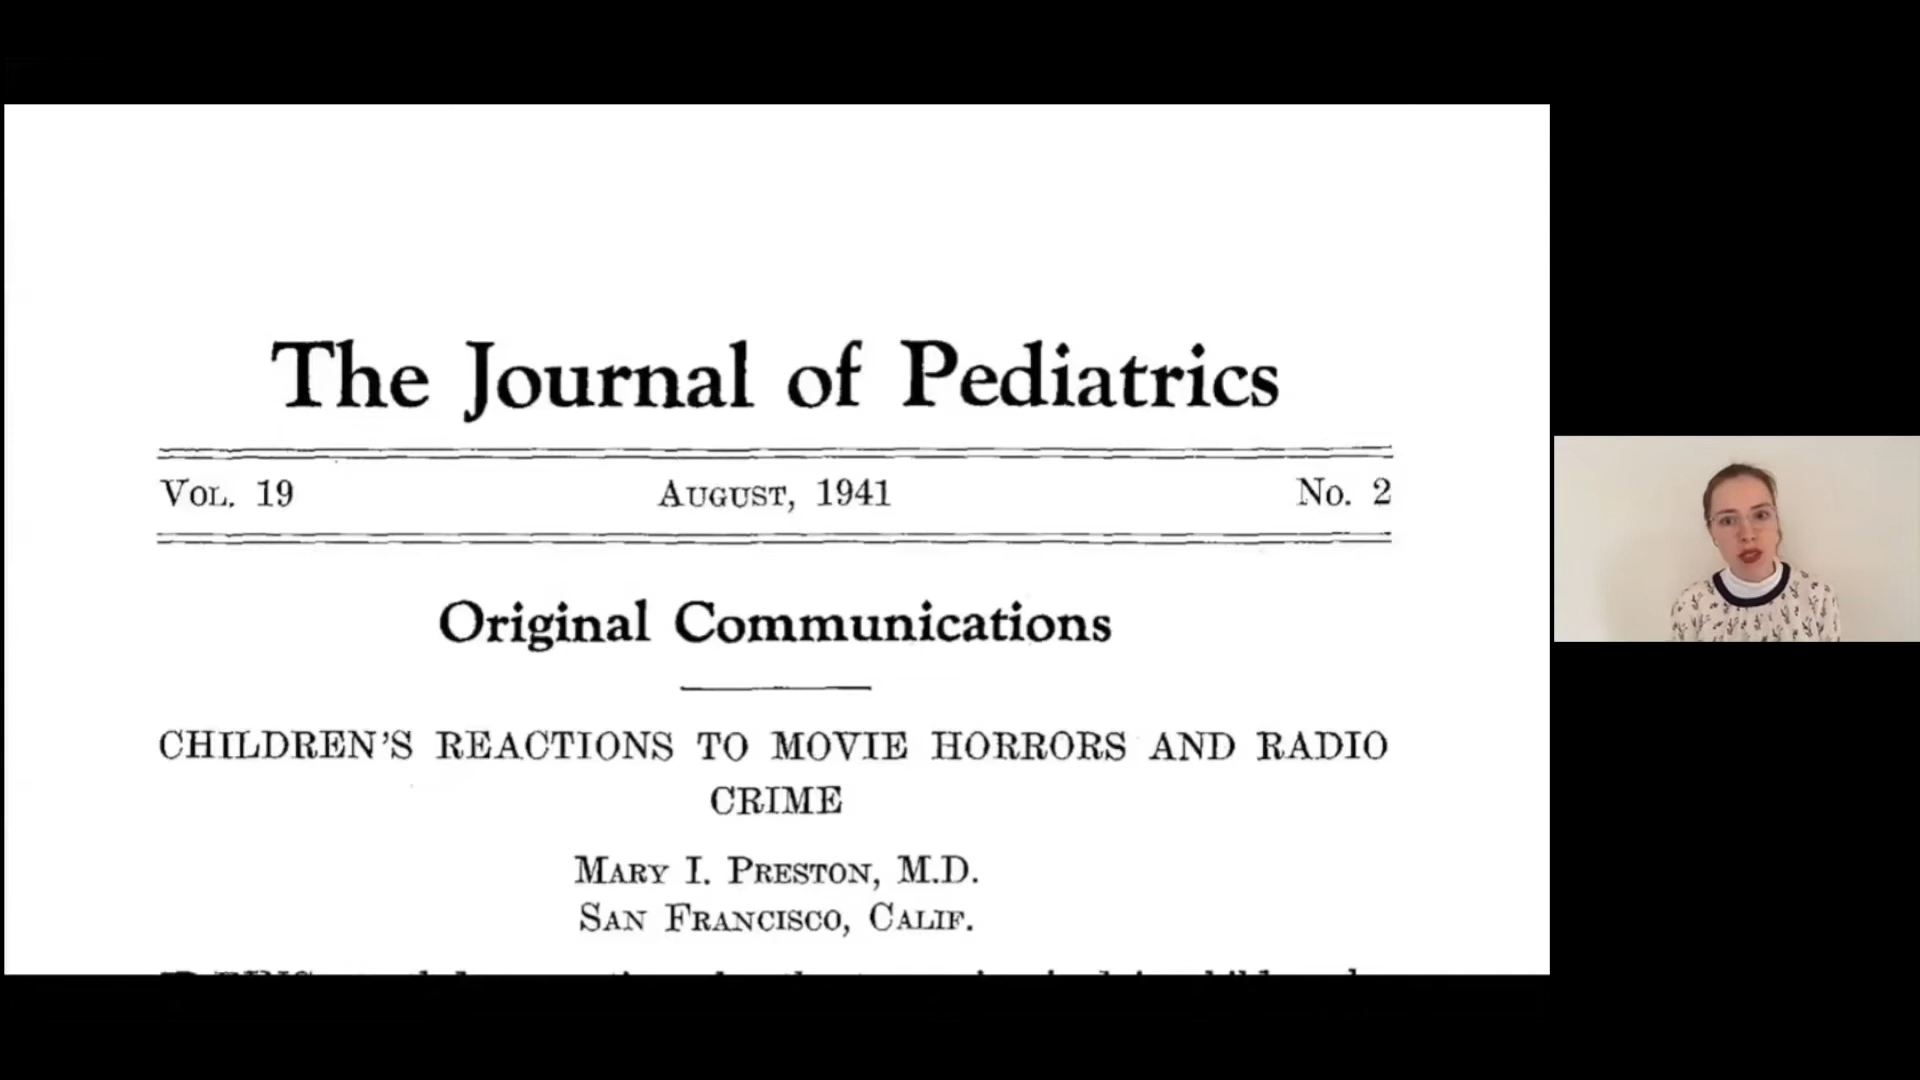 The Journal of Pediatrics
VOL. 19 AUGUST, 1941 No. 2
Original Communications
CHILDREN'S REACTIONS TO MOVIE HORRORS AND RADIO
CRIME
MARY I. PRESTON, M.D.
SAN FRANCISCO, CALIF.